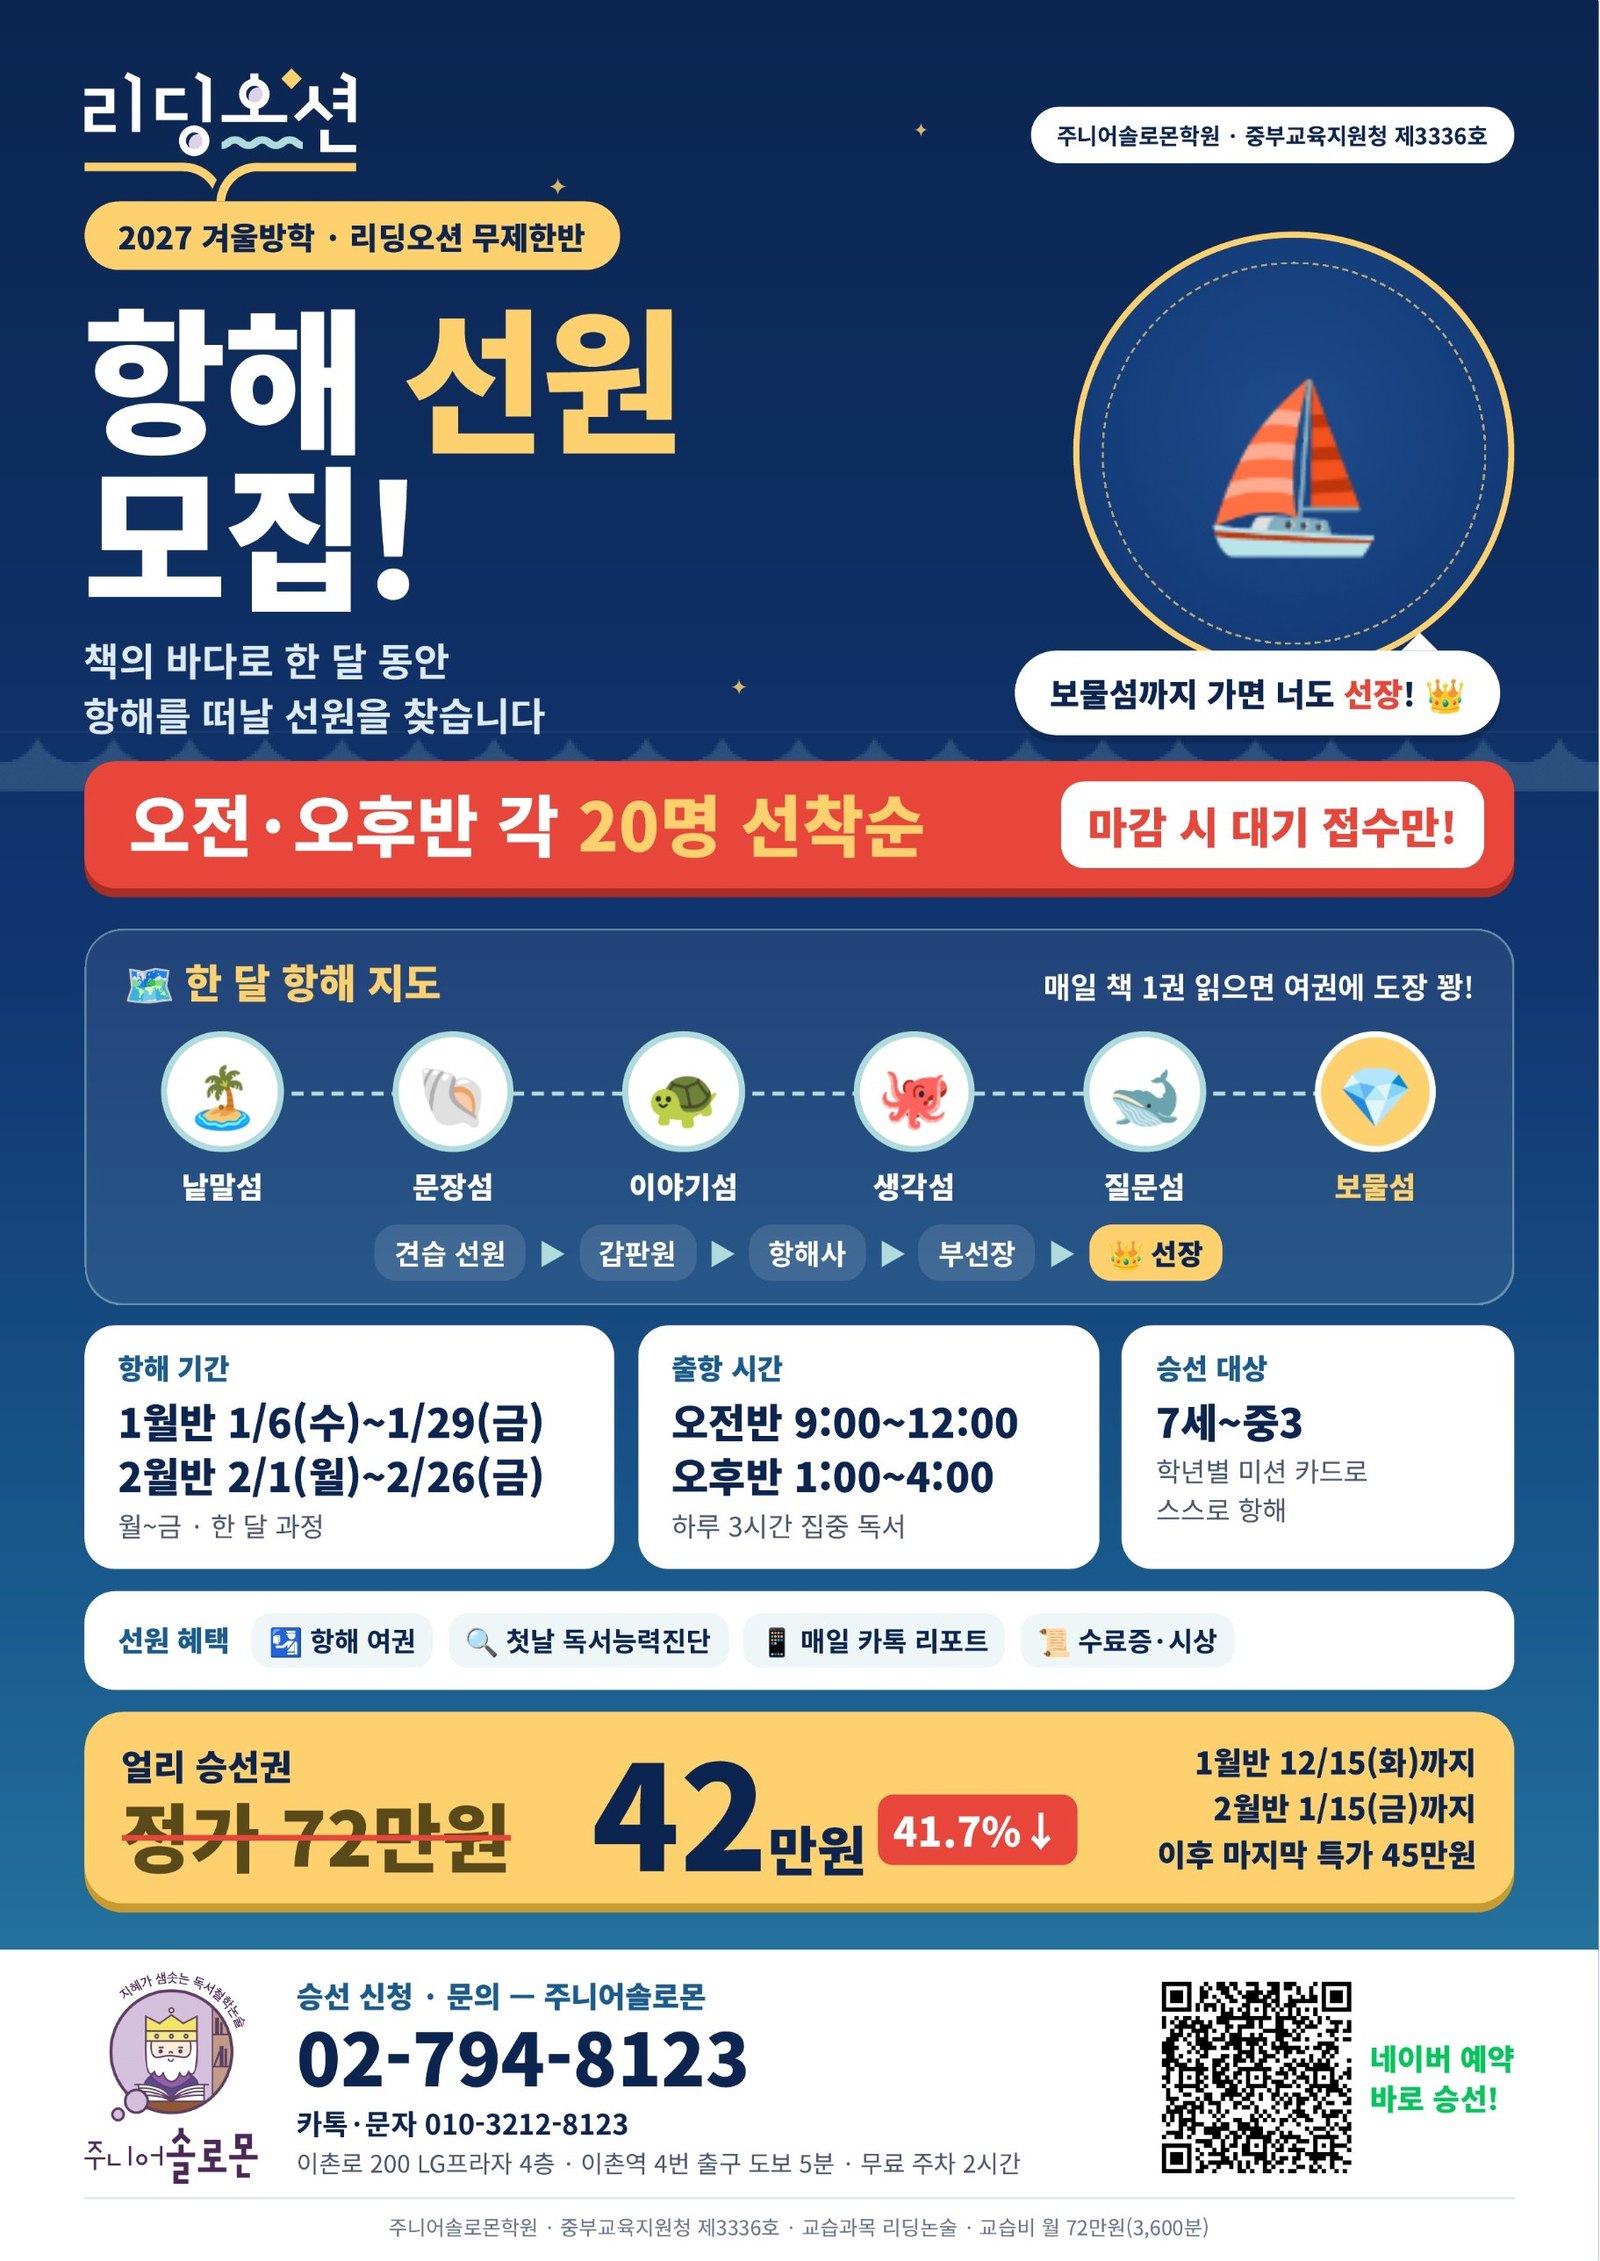 리딩오션
주니어솔로몬학원 · 중부교육지원청 제3336호
2027 겨울방학 · 리딩오션 무제한반
항해 선원
모집!
책의 바다로 한 달 동안
항해를 떠날 선원을 찾습니다
보물섬까지 가면 너도 선장!
오전·오후반 각 20명 선착순
마감 시 대기 접수만!
한 달 항해 지도
매일 책 1권 읽으면 여권에 도장 꽝!
낱말섬
문장섬
이야기섬
생각섬
질문섬
보물섬
견습 선원 ▶ 갑판원 ▶ 항해사 ▶ 부선장 ▶ 선장
항해 기간
1월반 1/6(수)~1/29(금)
2월반 2/1(월)~2/26(금)
월~금 · 한 달 과정
출항 시간
오전반 9:00~12:00
오후반 1:00~4:00
하루 3시간 집중 독서
승선 대상
7세~중3
학년별 미션 카드로
스스로 항해
선원 혜택
항해 여권
첫날 독서능력진단
매일 카톡 리포트
수료증·시상
얼리 승선권
정가 72만원
42만원
41.7%↓
1월반 12/15(화)까지
2월반 1/15(금)까지
이후 마지막 특가 45만원
지혜가 샘솟는 독서철학논술
주니어솔로몬
승선 신청 · 문의 — 주니어솔로몬
02-794-8123
카톡·문자 010-3212-8123
이촌로 200 LG프라자 4층 · 이촌역 4번 출구 도보 5분 · 무료 주차 2시간
네이버 예약
바로 승선!
주니어솔로몬학원 · 중부교육지원청 제3336호 · 교습과목 리딩논술 · 교습비 월 72만원(3,600분)